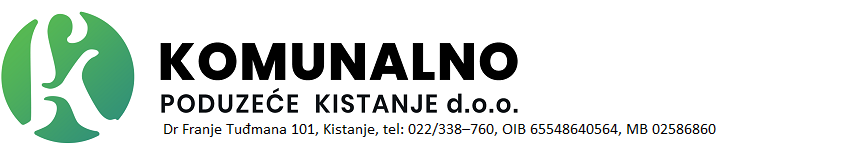 KOMUNALNO
PODUZEĆE KISTANJE d.o.o.
Dr Franje Tuđmana 101, Kistanje, tel: 022/338–760, OIB 65548640564, MB 02586860